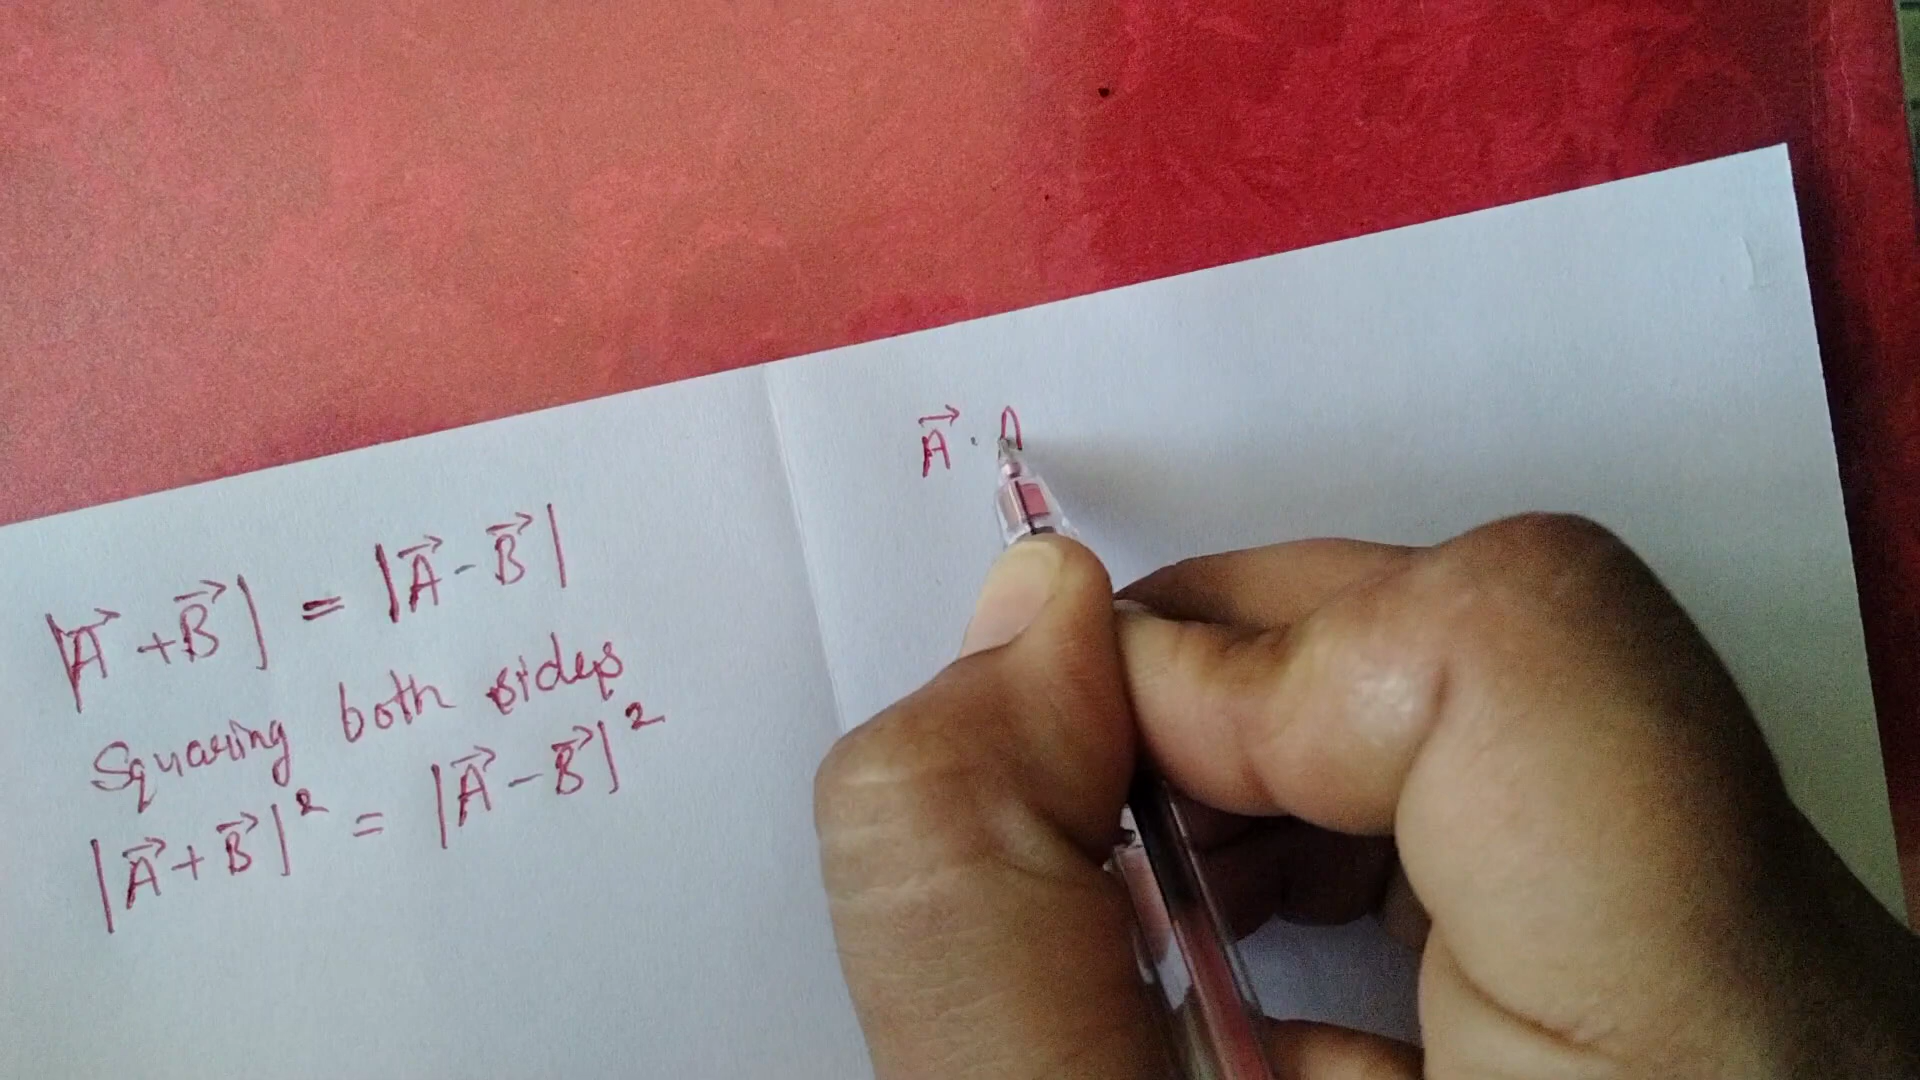 |A⃗ + B⃗| = |A⃗ - B⃗|
Squaring both sides
|A⃗ + B⃗|² = |A⃗ - B⃗|²
A⃗ · A